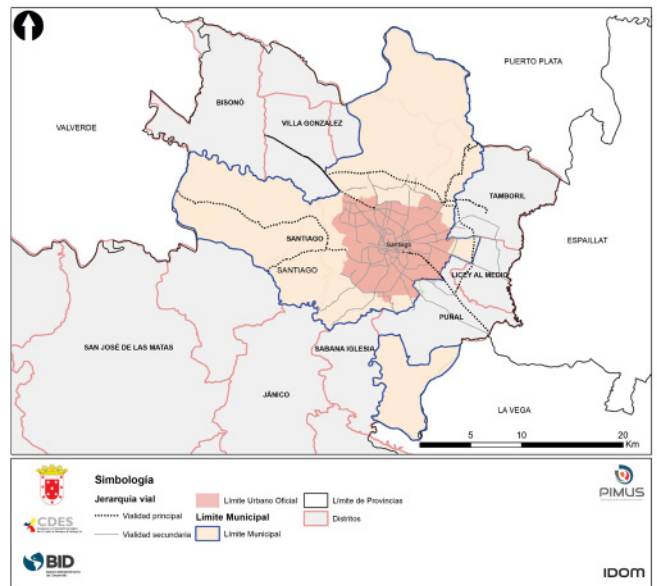 PUERTO PLATA
BISONÓ
VILLA GONZÁLEZ
VALVERDE
TAMBORIL
SANTIAGO
Santiago
ESPAILLAT
SANTIAGO
LICEY AL MEDIO
PUÑAL
SAN JOSÉ DE LAS MATAS
SABANA IGLESIA
JÁNICO
LA VEGA
0 5 10 20
Km
Simbología
Jerarquía vial
Vialidad principal
Vialidad secundaria
Límite Urbano Oficial
Límite Municipal
Límite Municipal
Límite de Provincias
Distritos
PIMUS
CDES
BID
IDOM